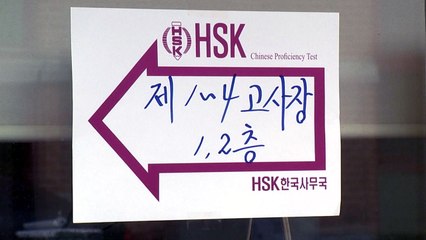 HSK HSK
Chinese Proficiency Test
제 1~4 고사장
1, 2층
HSK한국사무국